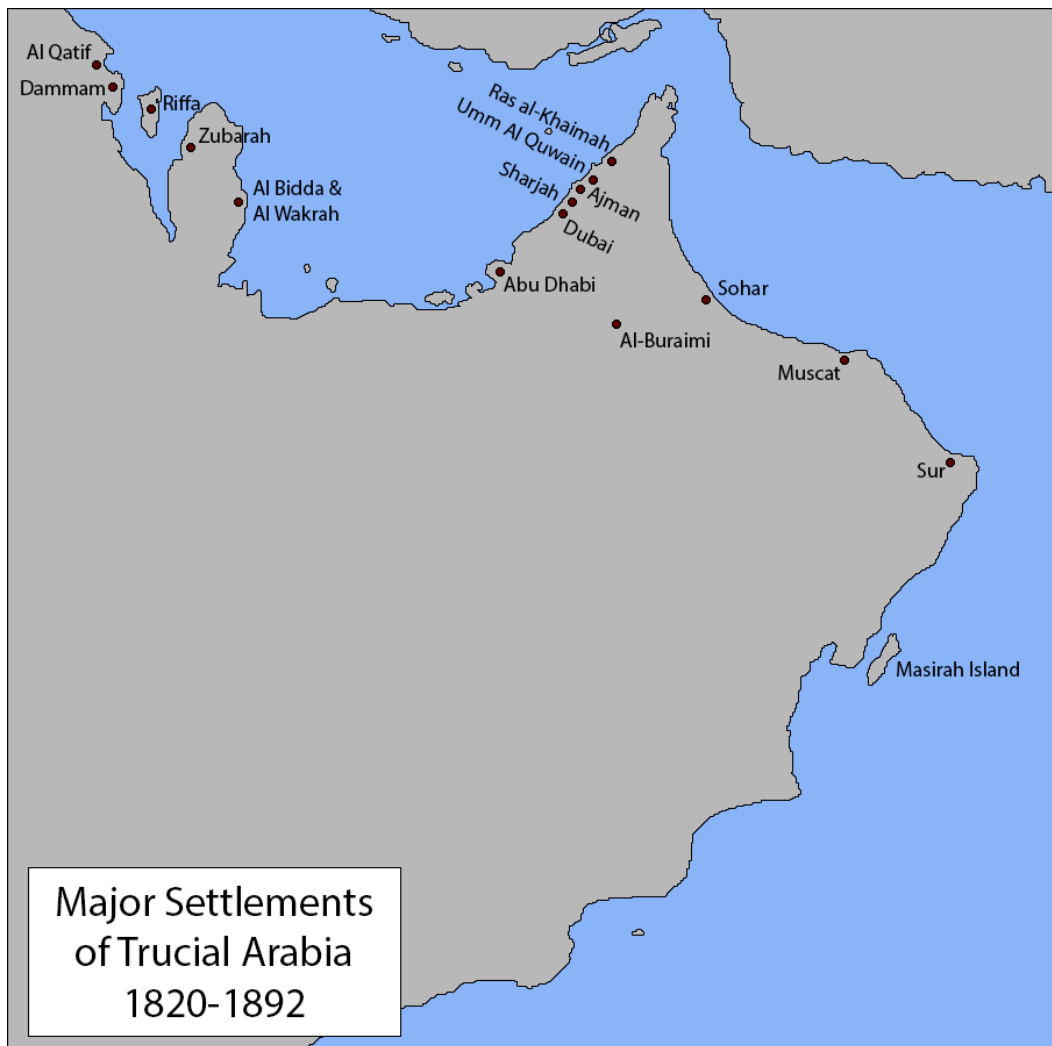 Al Qatif
Dammam
Riffa
Zubarah
Al Bidda &
Al Wakrah
Ras al-Khaimah
Umm Al Quwain
Sharjah
Ajman
Dubai
Abu Dhabi
Sohar
Al-Buraimi
Muscat
Sur
Masirah Island
Major Settlements
of Trucial Arabia
1820-1892